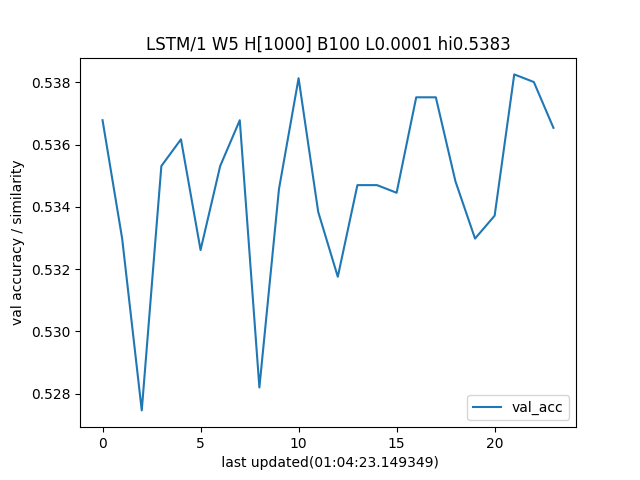 LSTM/1 W5 H[1000] B100 L0.0001 hi0.5383
val accuracy / similarity
0.538
0.536
0.534
0.532
0.530
0.528
val_acc
0 5 10 15 20
last updated(01:04:23.149349)